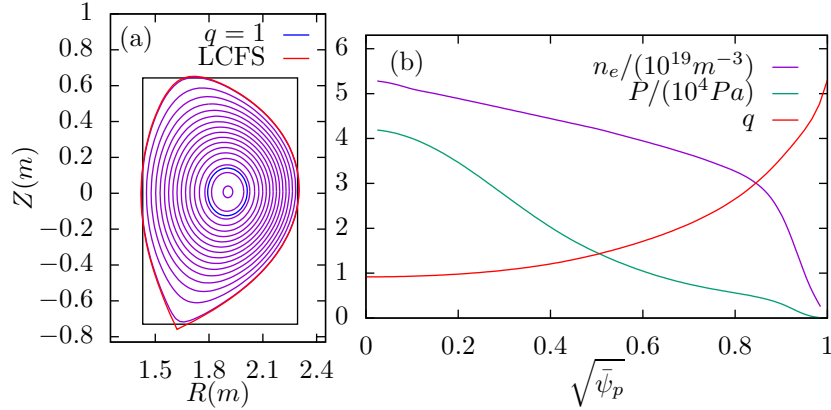 (a)
q = 1
LCFS
1
0.8
0.6
0.4
0.2
0
−0.2
−0.4
−0.6
−0.8
Z(m)
1.5 1.8 2.1 2.4
R(m)
(b)
n_e/(10^{19}m^{-3})
P/(10^4Pa)
q
6
5
4
3
2
1
0
0 0.2 0.4 0.6 0.8 1
√ψ̄_p